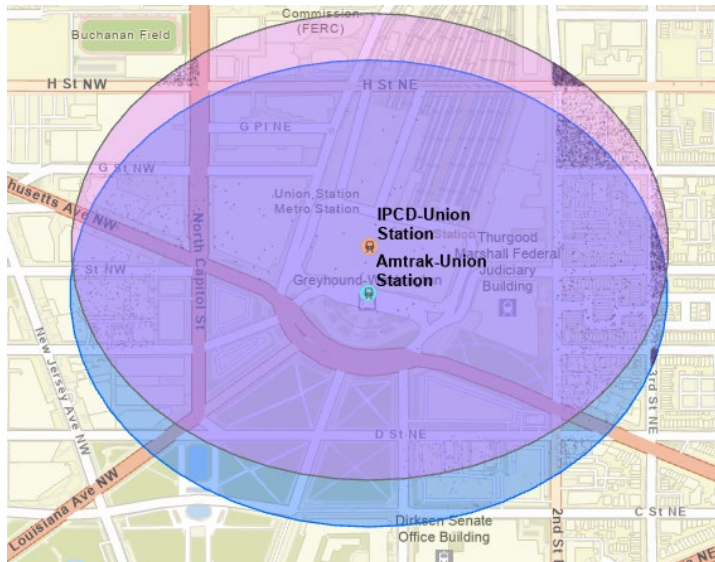 Commission
(FERC)
Buchanan Field
H St NW
H St NE
G Pl NE
G St NW
Union Station
Metro Station
IPCD-Union
Station
Station
Amtrak-Union
Station
Thurgood
Marshall Federal
Judiciary
Building
husetts Ave NW
North Capitol St
St NW
New Jersey Ave NW
D St NE
3rd St NE
2nd St
C St NE
Louisiana Ave NW
Dirksen Senate
Office Building
NE